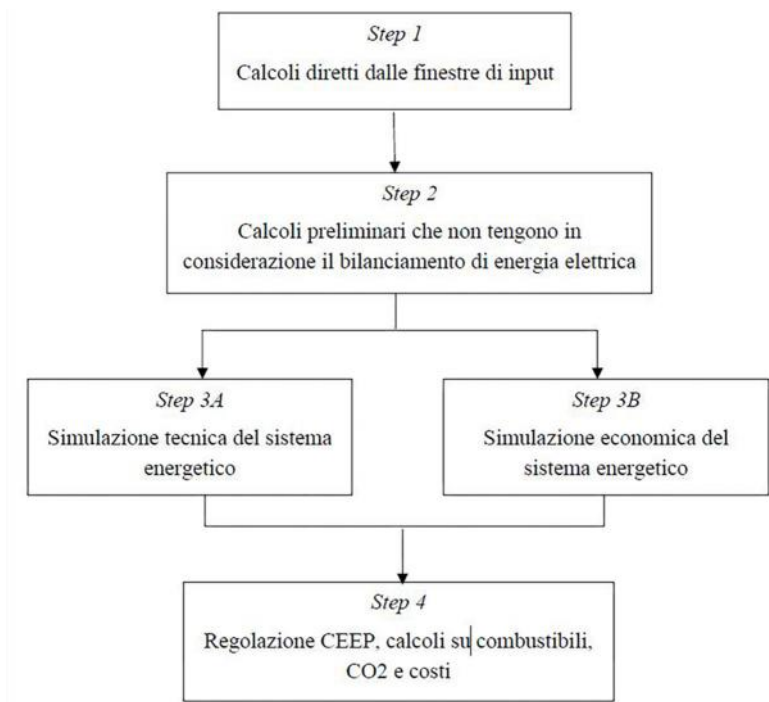 Step 1
Calcoli diretti dalle finestre di input
Step 2
Calcoli preliminari che non tengono in
considerazione il bilanciamento di energia elettrica
Step 3A
Simulazione tecnica del sistema
energetico
Step 3B
Simulazione economica del
sistema energetico
Step 4
Regolazione CEEP, calcoli su combustibili,
CO2 e costi